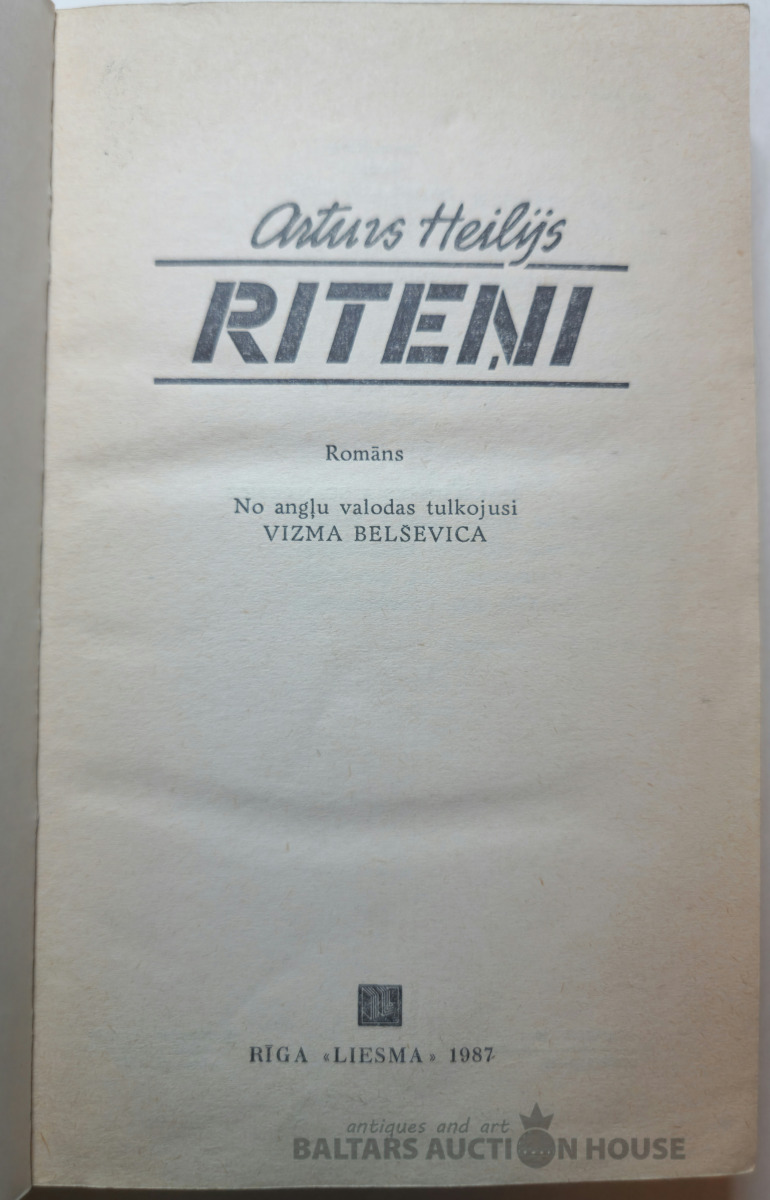 Arturs Heilijs
RITEŅI
Romāns
No angļu valodas tulkojusi
VIZMA BELŠEVICA
RĪGA «LIESMA» 1987
antiques and art
BALTARS AUCTION HOUSE